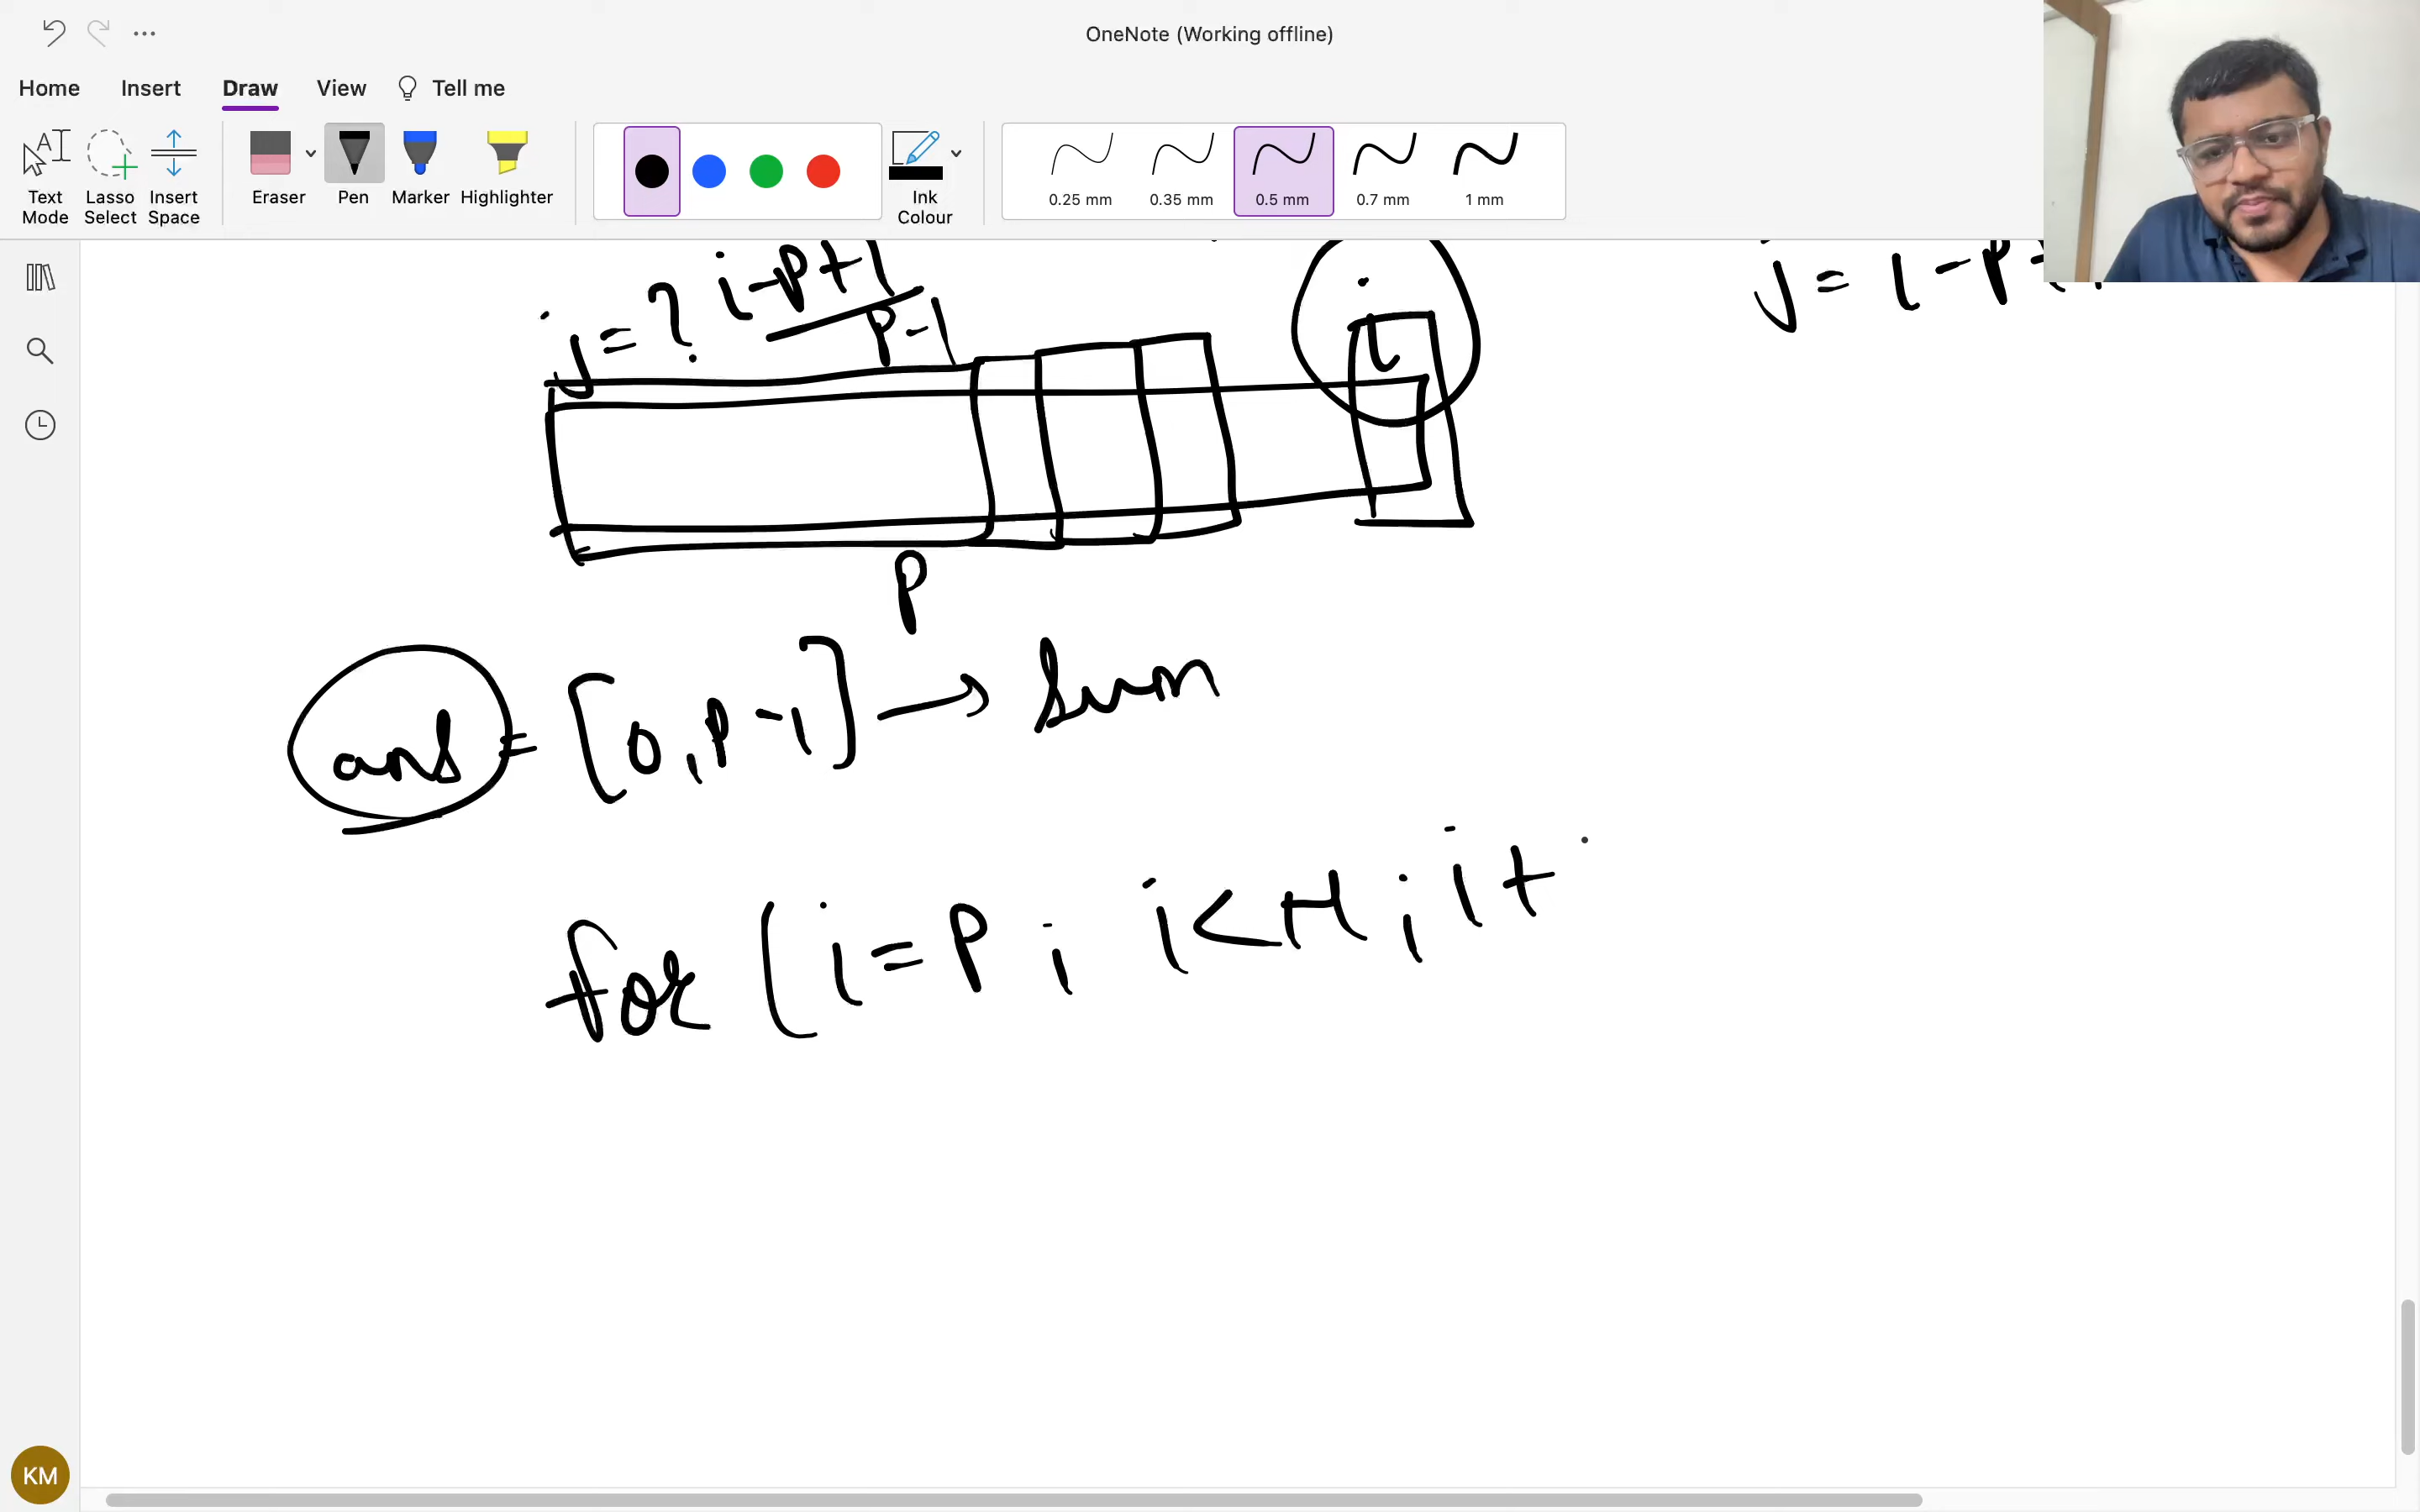 OneNote (Working offline)
Home Insert Draw View Tell me
Text Mode
Lasso Select
Insert Space
Eraser
Pen
Marker
Highlighter
Ink Colour
0.25 mm
0.35 mm
0.5 mm
0.7 mm
1 mm
j = ? i-p+1
p-1
i
j = i-p+
p
ans = [0, p-1] → Sum
for (i=p; i<n; i+
KM